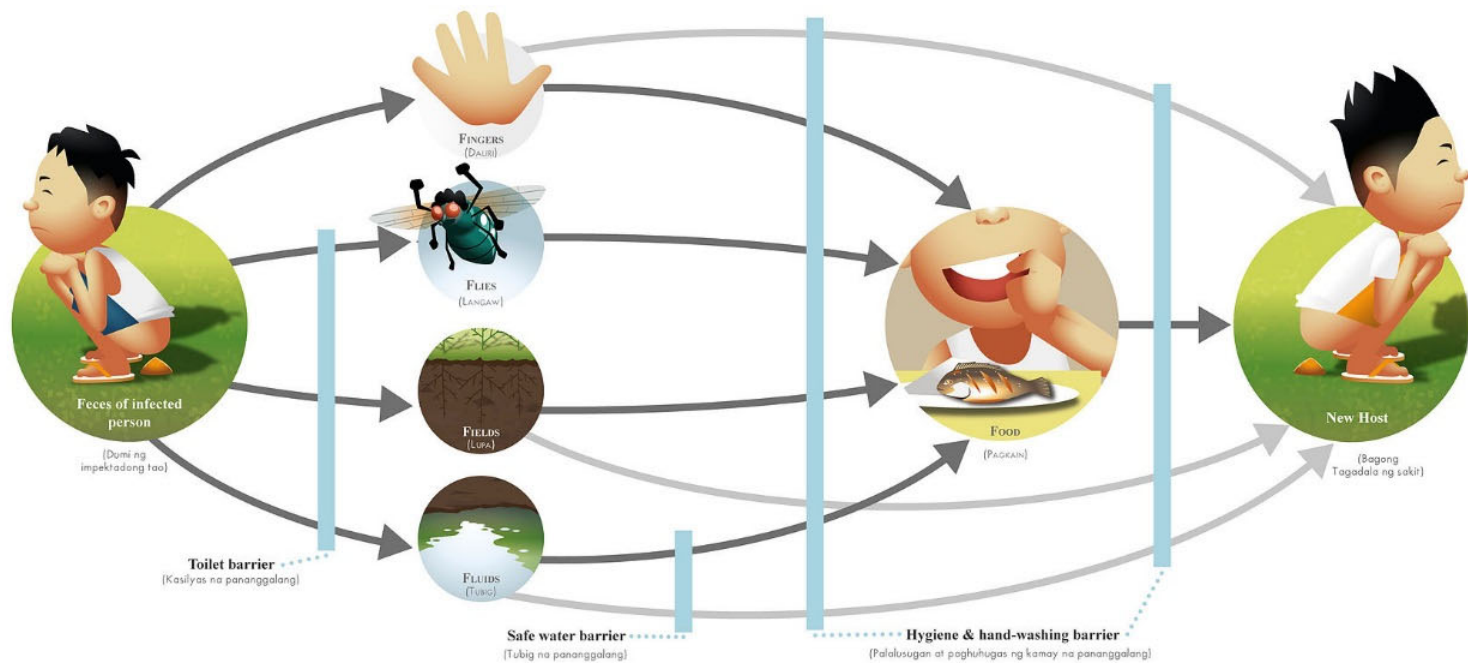 FINGERS
(DALIRI)
FLIES
(LANGAW)
Feces of infected
person
(Dumi ng
impektadong tao)
FIELDS
(LUPA)
FOOD
(PAGKAIN)
New Host
(Bagong
Tagadala ng sakit)
FLUIDS
(TUBIG)
Toilet barrier
(Kasilyas na pananggalang)
Safe water barrier
(Tubig na pananggalang)
Hygiene & hand-washing barrier
(Palalusugan at paghuhugas ng kamay na pananggalang)